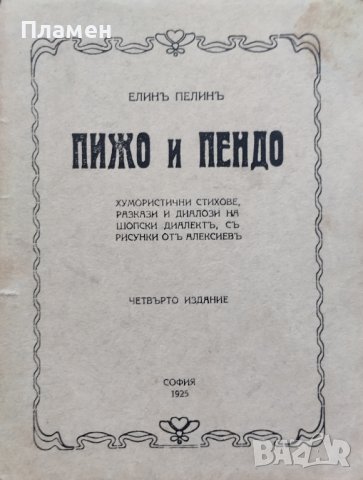 Пламен
ЕЛИНЪ ПЕЛИНЪ
ПИЖО И ПЕНДО
ХУМОРИСТИЧНИ СТИХОВЕ,
РАЗКАЗИ И ДИАЛОЗИ НА
ШОПСКИ ДИАЛЕКТЪ, СЪ
РИСУНКИ ОТЪ АЛЕКСИЕВЪ
ЧЕТВЪРТО ИЗДАНИЕ
СОФИЯ
1925
BAZAR